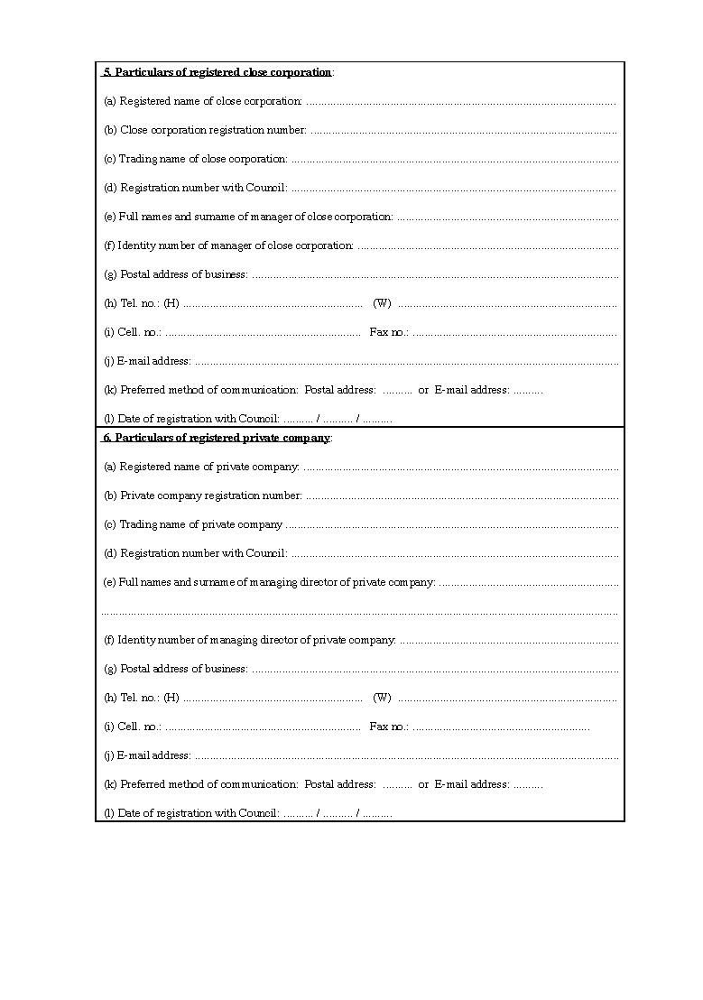 5. Particulars of registered close corporation:
(a) Registered name of close corporation: ........................................................................................................
(b) Close corporation registration number: ......................................................................................................
(c) Trading name of close corporation: .............................................................................................................
(d) Registration number with Council: ............................................................................................................
(e) Full names and surname of manager of close corporation: ..........................................................................
(f) Identity number of manager of close corporation: .......................................................................................
(g) Postal address of business: ..........................................................................................................................
(h) Tel. no.: (H) ............................................................ (W) .........................................................................
(i) Cell. no.: ................................................................. Fax no.: ....................................................................
(j) E-mail address: .............................................................................................................................................
(k) Preferred method of communication: Postal address: .......... or E-mail address: ..........
(l) Date of registration with Council: .......... / .......... / ..........
6. Particulars of registered private company:
(a) Registered name of private company: .........................................................................................................
(b) Private company registration number: ........................................................................................................
(c) Trading name of private company ...............................................................................................................
(d) Registration number with Council: .............................................................................................................
(e) Full names and surname of managing director of private company: ............................................................
............................................................................................................................................................................
(f) Identity number of managing director of private company: .........................................................................
(g) Postal address of business: ..........................................................................................................................
(h) Tel. no.: (H) ............................................................ (W) .........................................................................
(i) Cell. no.: ................................................................. Fax no.: ...........................................................
(j) E-mail address: .............................................................................................................................................
(k) Preferred method of communication: Postal address: .......... or E-mail address: ..........
(l) Date of registration with Council: .......... / .......... / ..........